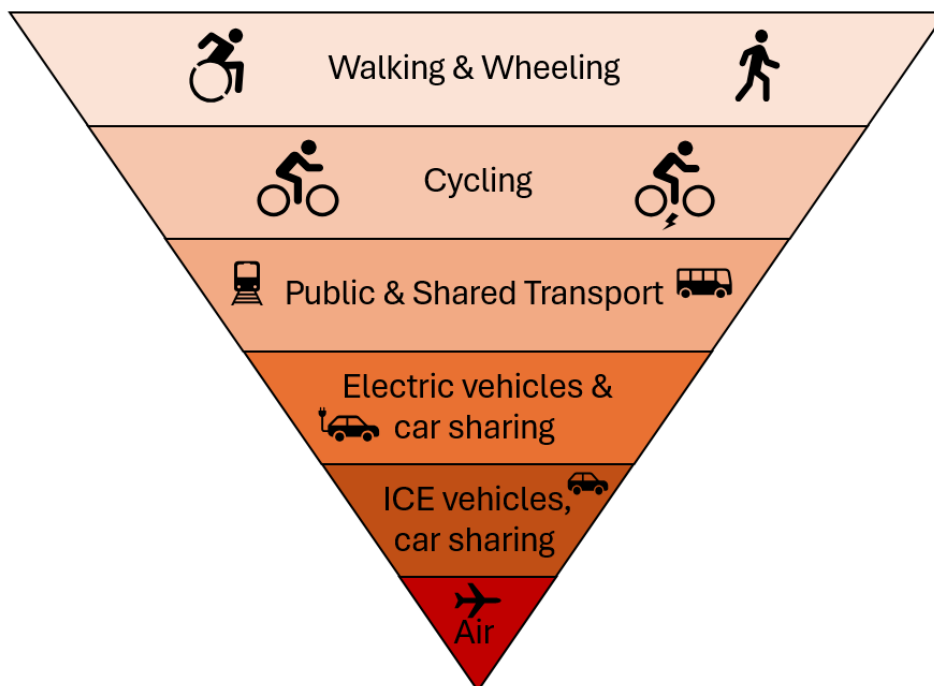 Walking & Wheeling
Cycling
Public & Shared Transport
Electric vehicles &
car sharing
ICE vehicles,
car sharing
Air